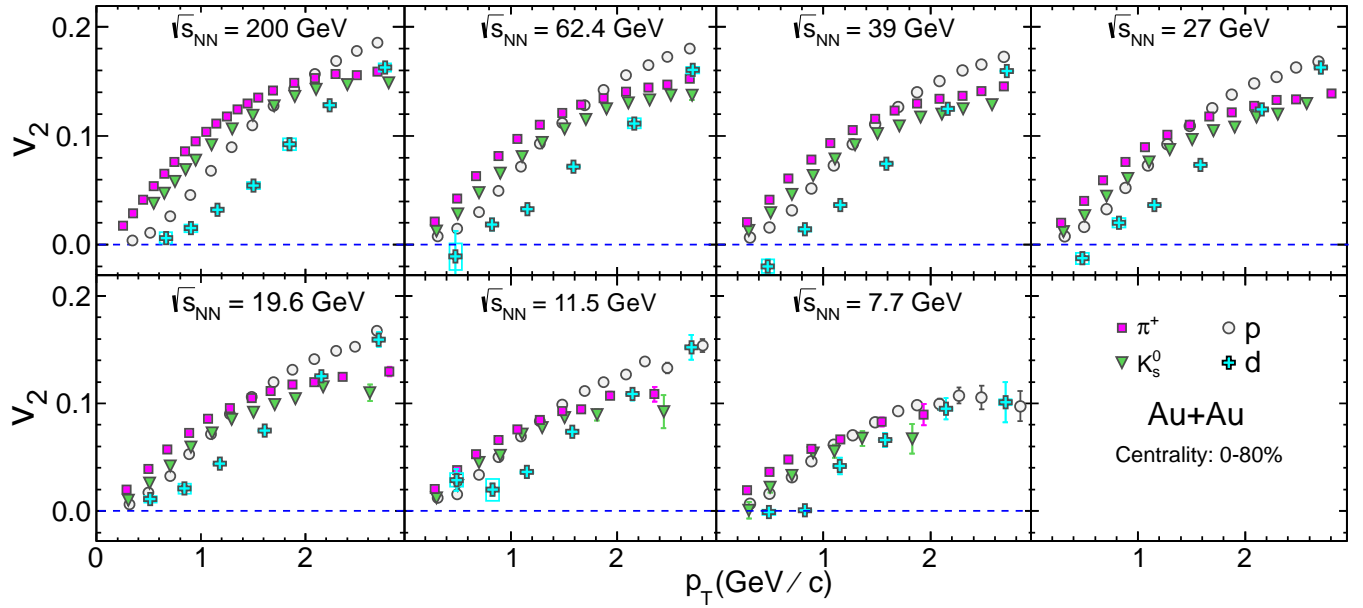 √sNN = 200 GeV
√sNN = 62.4 GeV
√sNN = 39 GeV
√sNN = 27 GeV
0.2
0.1
0.0
v2
√sNN = 19.6 GeV
√sNN = 11.5 GeV
√sNN = 7.7 GeV
0.2
0.1
0.0
v2
π+
p
K0s
d
Au+Au
Centrality: 0-80%
0 1 2 1 2 1 2 1 2
pT(GeV/c)